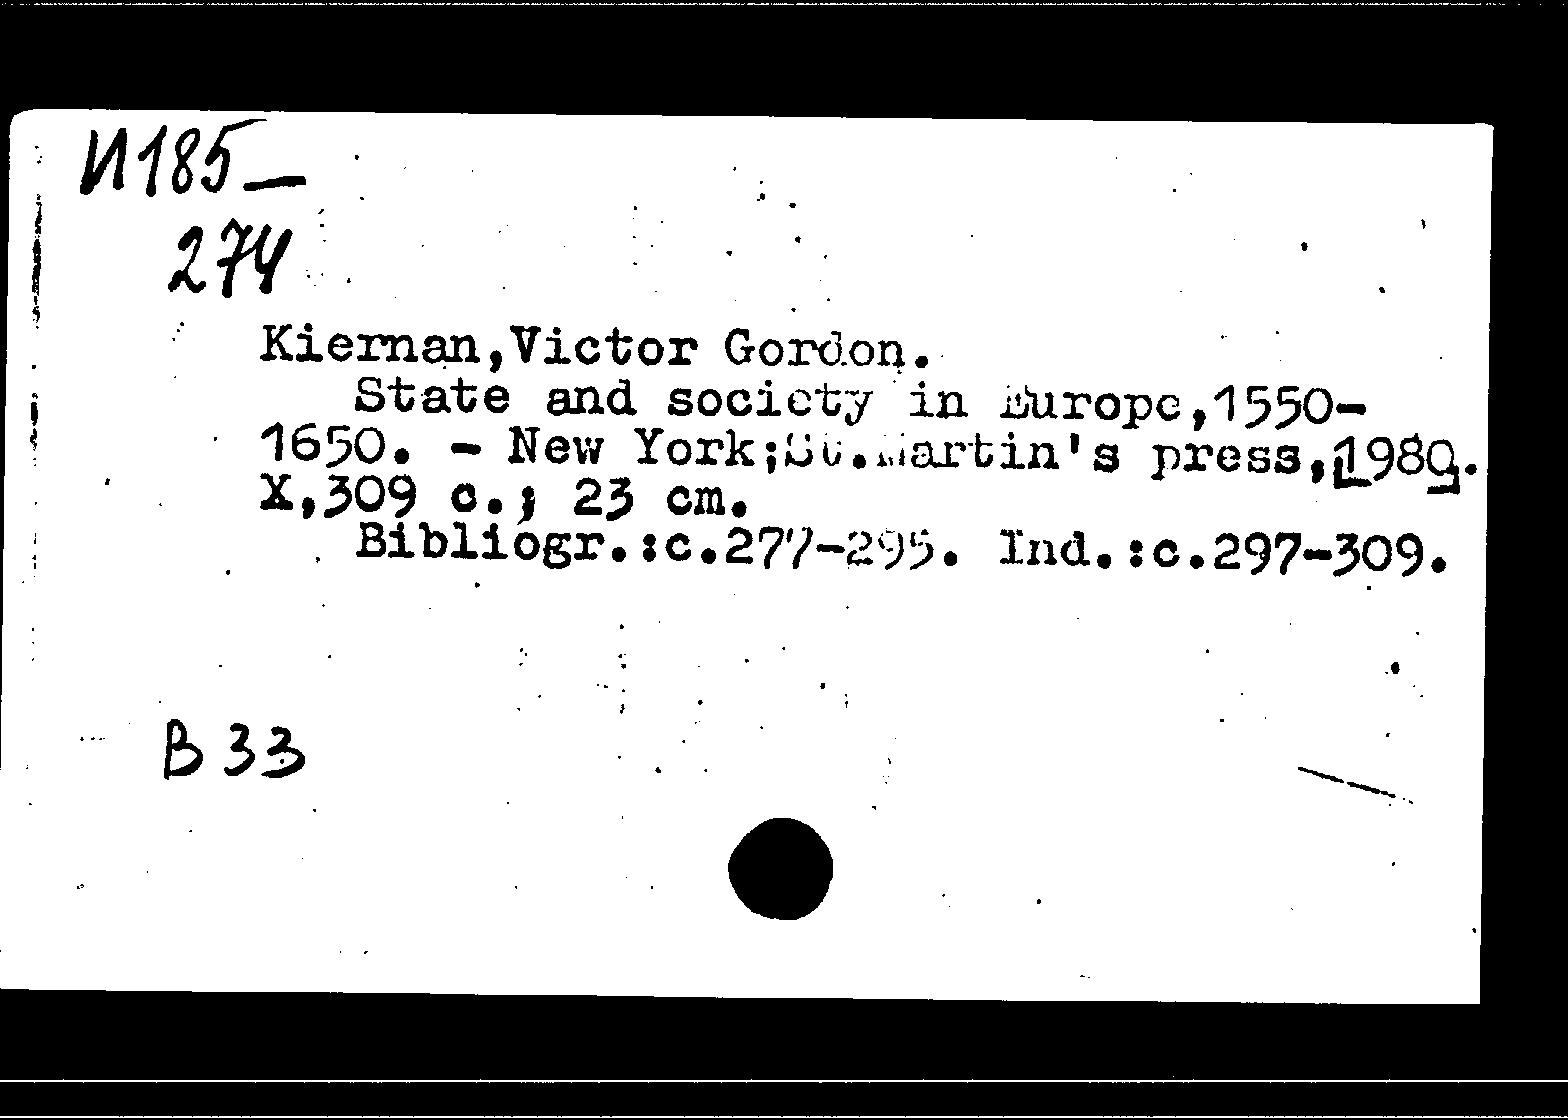 И185—
274
Kiernan,Victor Gordon.
State and society in Europe,1550-
1650. - New York;St.Martin's press,[1980].
X,309 c.; 23 cm.
Bibliogr.:c.277-295. Ind.:c.297-309.
B 33